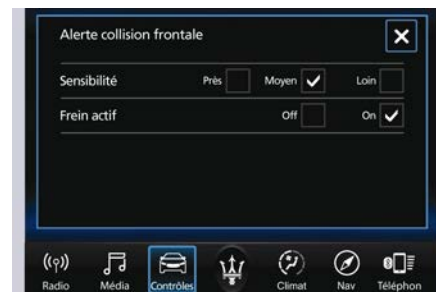 Alerte collision frontale
Sensibilité Près Moyen Loin
Frein actif Off On
Radio Média Contrôles Climat Nav Téléphon